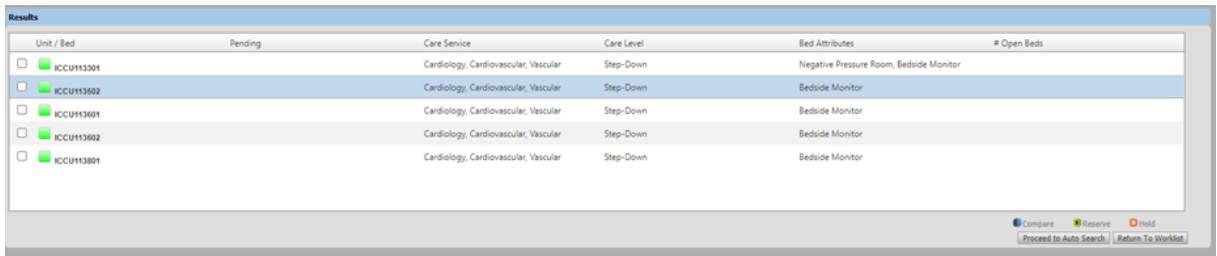 Results
Unit / Bed Pending Care Service Care Level Bed Attributes # Open Beds
ICCU113301 Cardiology, Cardiovascular, Vascular Step-Down Negative Pressure Room, Bedside Monitor
ICCU113502 Cardiology, Cardiovascular, Vascular Step-Down Bedside Monitor
ICCU113601 Cardiology, Cardiovascular, Vascular Step-Down Bedside Monitor
ICCU113602 Cardiology, Cardiovascular, Vascular Step-Down Bedside Monitor
ICCU113801 Cardiology, Cardiovascular, Vascular Step-Down Bedside Monitor
Compare Reserve Hold
Proceed to Auto Search Return To Worklist